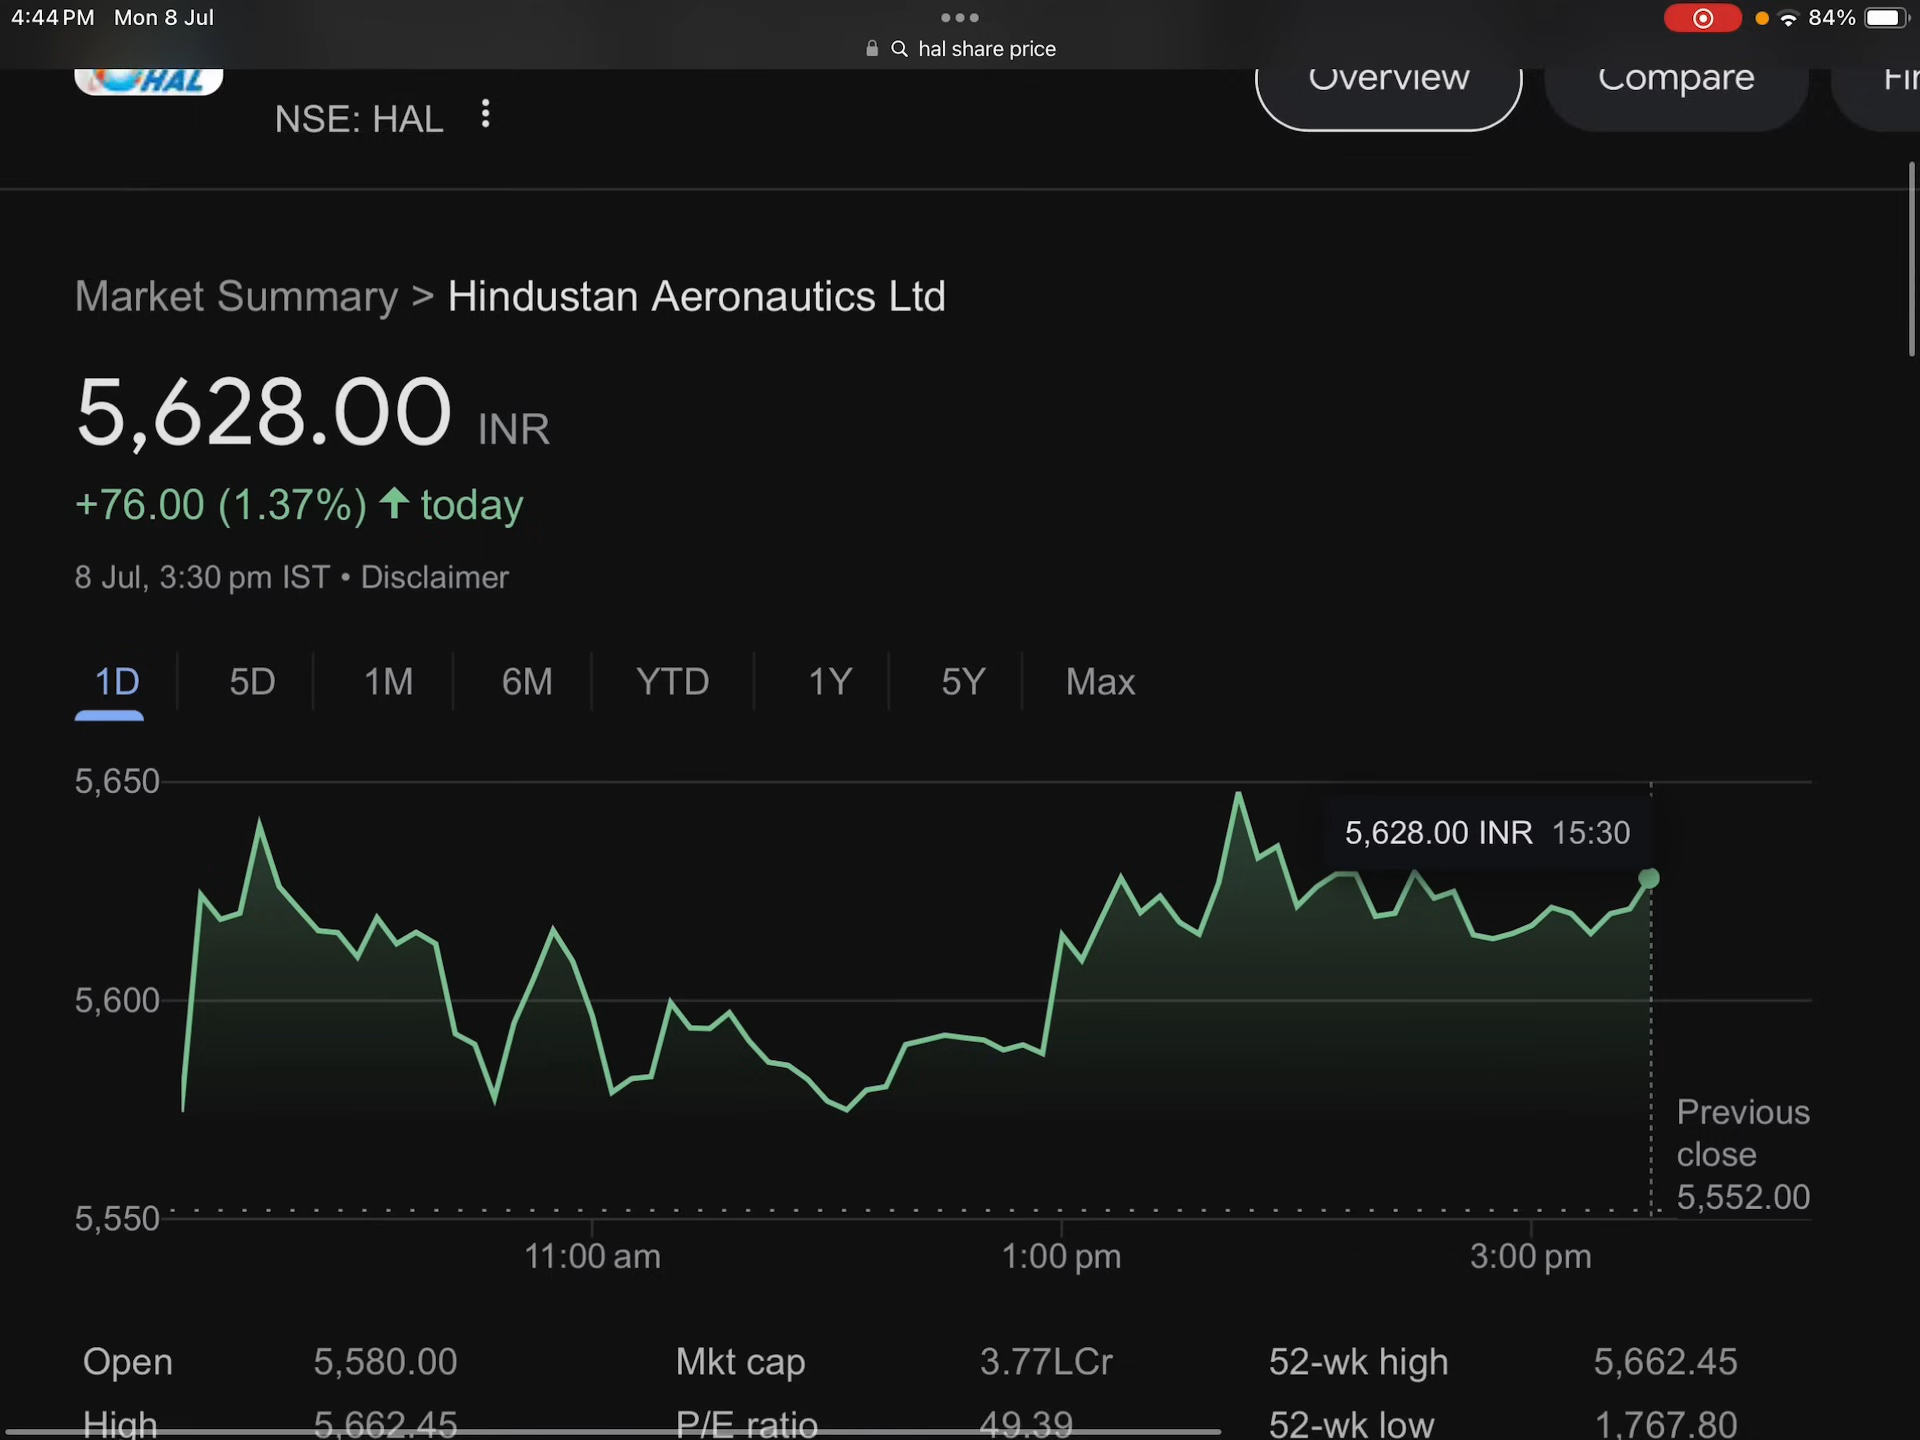 4:44 PM Mon 8 Jul
84%
hal share price
HAL
NSE: HAL
Overview
Compare
Market Summary > Hindustan Aeronautics Ltd
5,628.00 INR
+76.00 (1.37%) ↑ today
8 Jul, 3:30 pm IST • Disclaimer
1D 5D 1M 6M YTD 1Y 5Y Max
5,650
5,628.00 INR 15:30
5,600
Previous
close
5,552.00
5,550
11:00 am 1:00 pm 3:00 pm
Open 5,580.00 Mkt cap 3.77LCr 52-wk high 5,662.45
High 5,662.45 P/E ratio 49.39 52-wk low 1,767.80